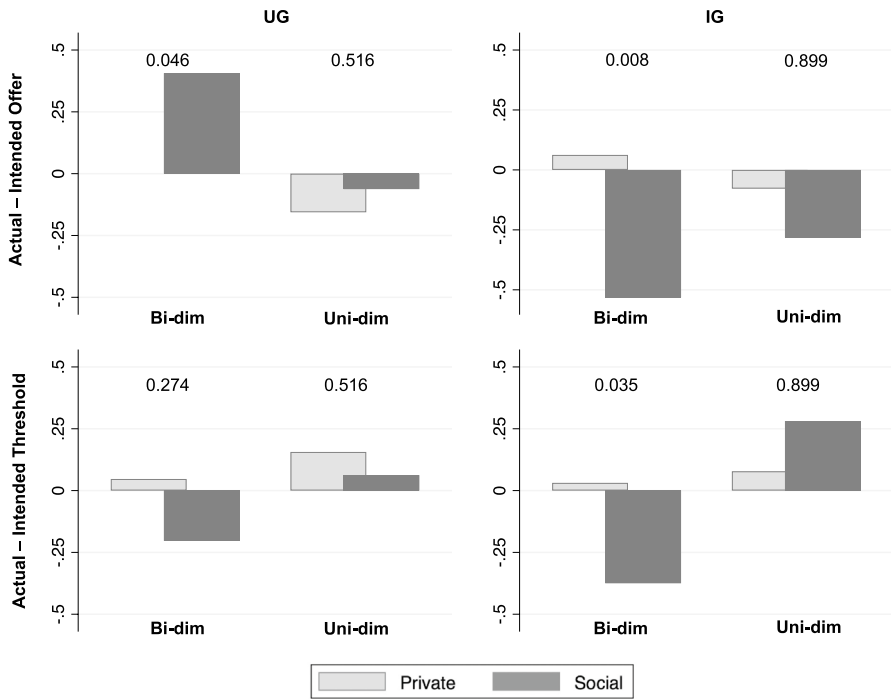 UG
IG
Actual – Intended Offer
.5
.25
0
-.25
-.5
0.046
0.516
Bi-dim
Uni-dim
.5
.25
0
-.25
-.5
0.008
0.899
Bi-dim
Uni-dim
Actual – Intended Threshold
.5
.25
0
-.25
-.5
0.274
0.516
Bi-dim
Uni-dim
.5
.25
0
-.25
-.5
0.035
0.899
Bi-dim
Uni-dim
Private
Social